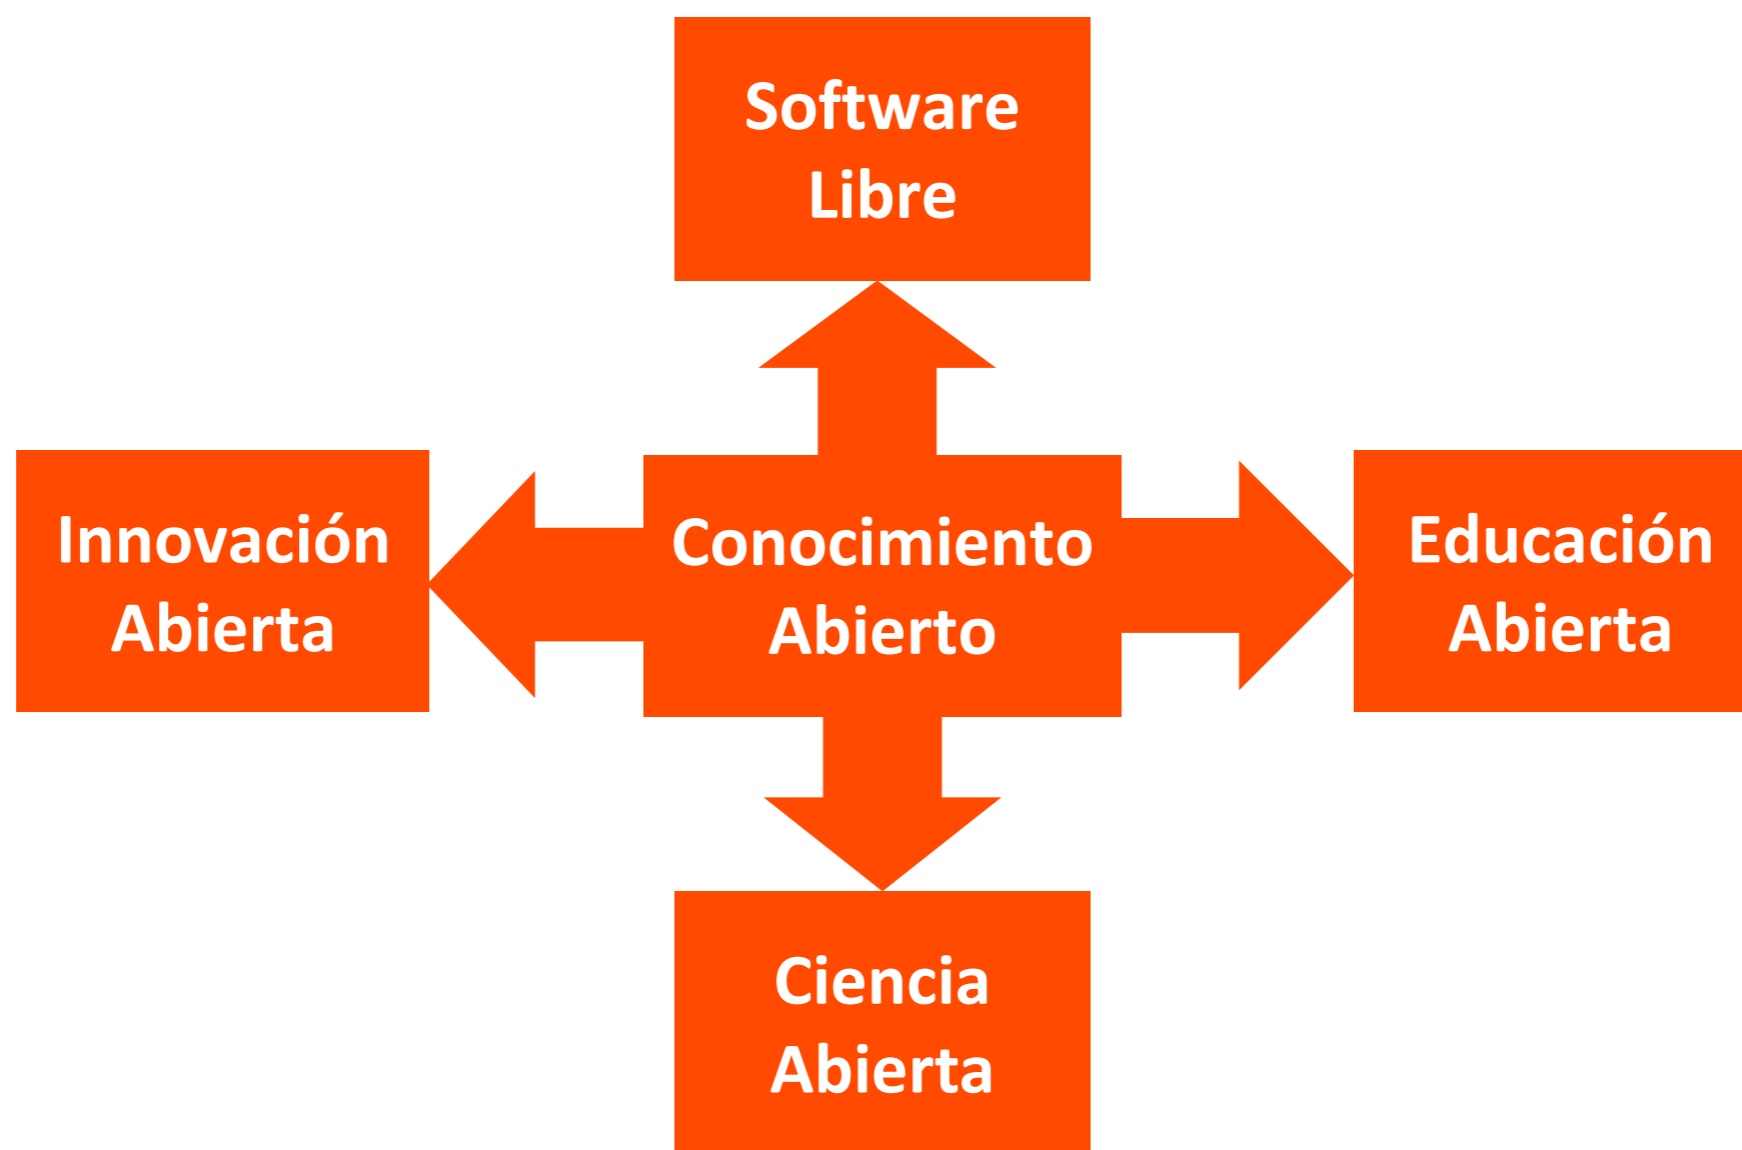 Software
Libre
Innovación
Abierta
Conocimiento
Abierto
Educación
Abierta
Ciencia
Abierta